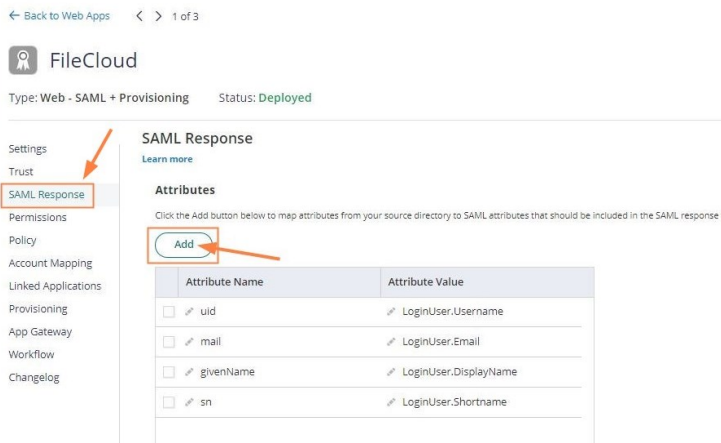 ← Back to Web Apps < > 1 of 3
FileCloud
Type: Web - SAML + Provisioning Status: Deployed
Settings
Trust
SAML Response
Permissions
Policy
Account Mapping
Linked Applications
Provisioning
App Gateway
Workflow
Changelog
SAML Response
Learn more
Attributes
Click the Add button below to map attributes from your source directory to SAML attributes that should be included in the SAML response
Add
Attribute Name Attribute Value
uid LoginUser.Username
mail LoginUser.Email
givenName LoginUser.DisplayName
sn LoginUser.Shortname